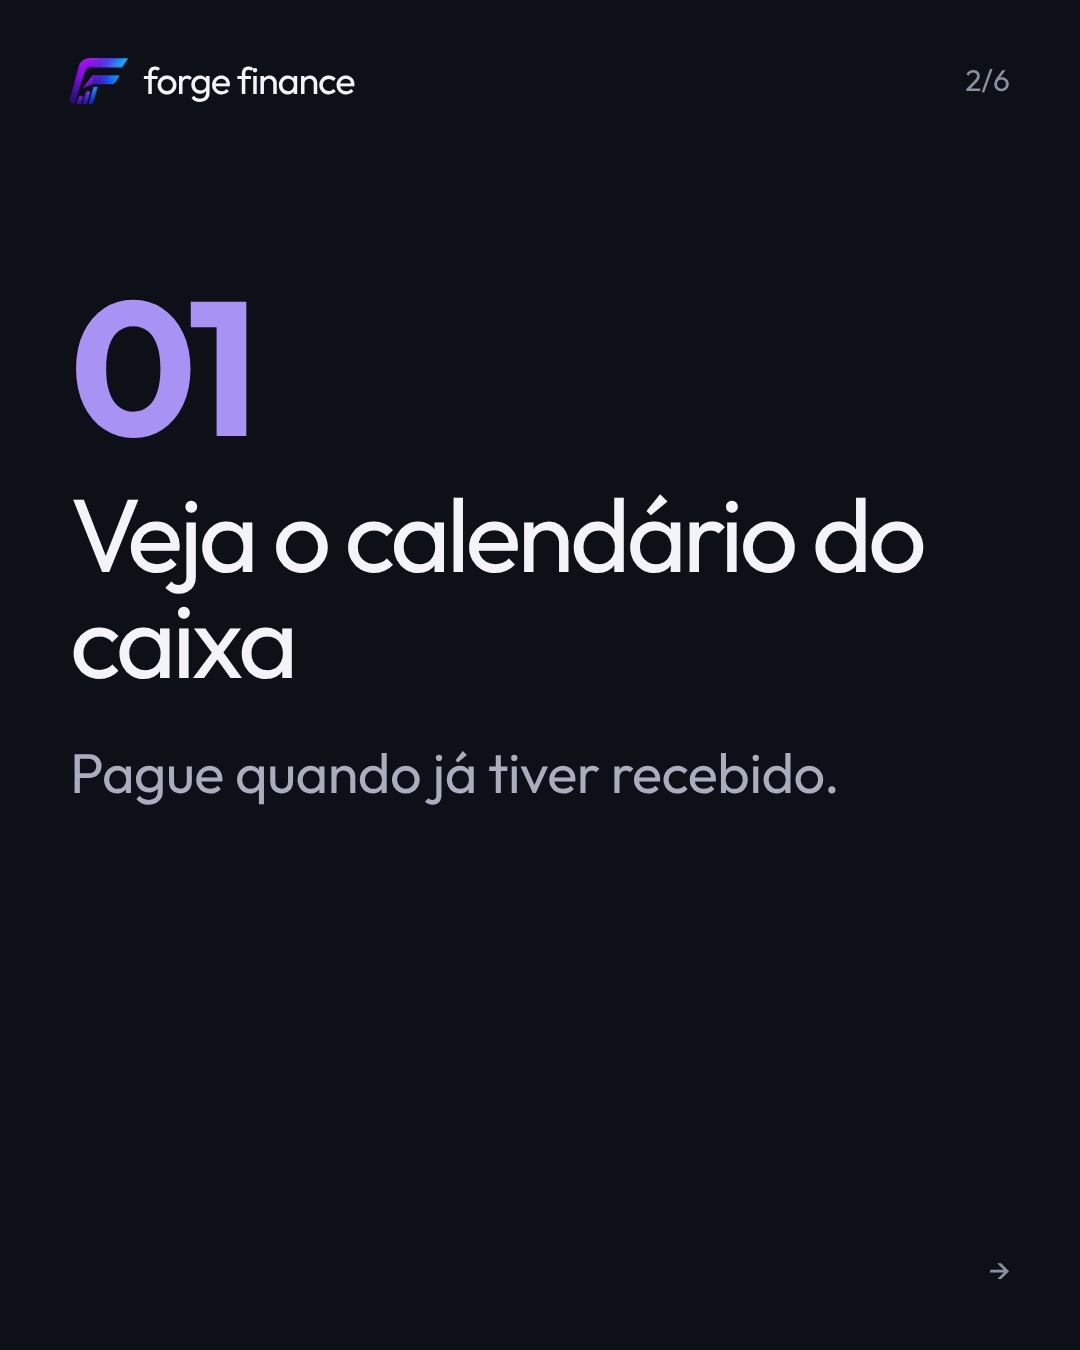 forge finance
2/6
01
Veja o calendário do
caixa
Pague quando já tiver recebido.
→